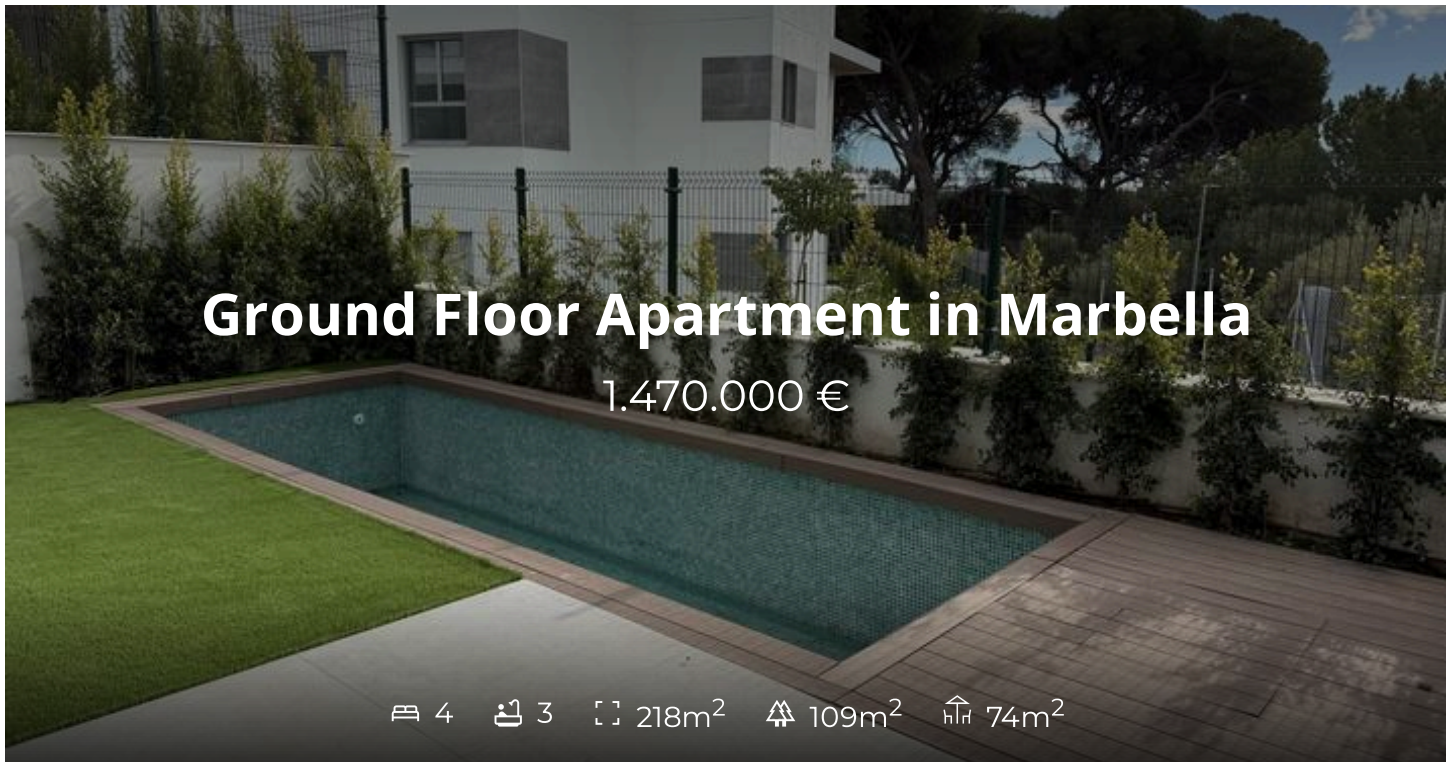 Ground Floor Apartment in Marbella
1.470.000 €
4 3 218m² 109m² 74m²